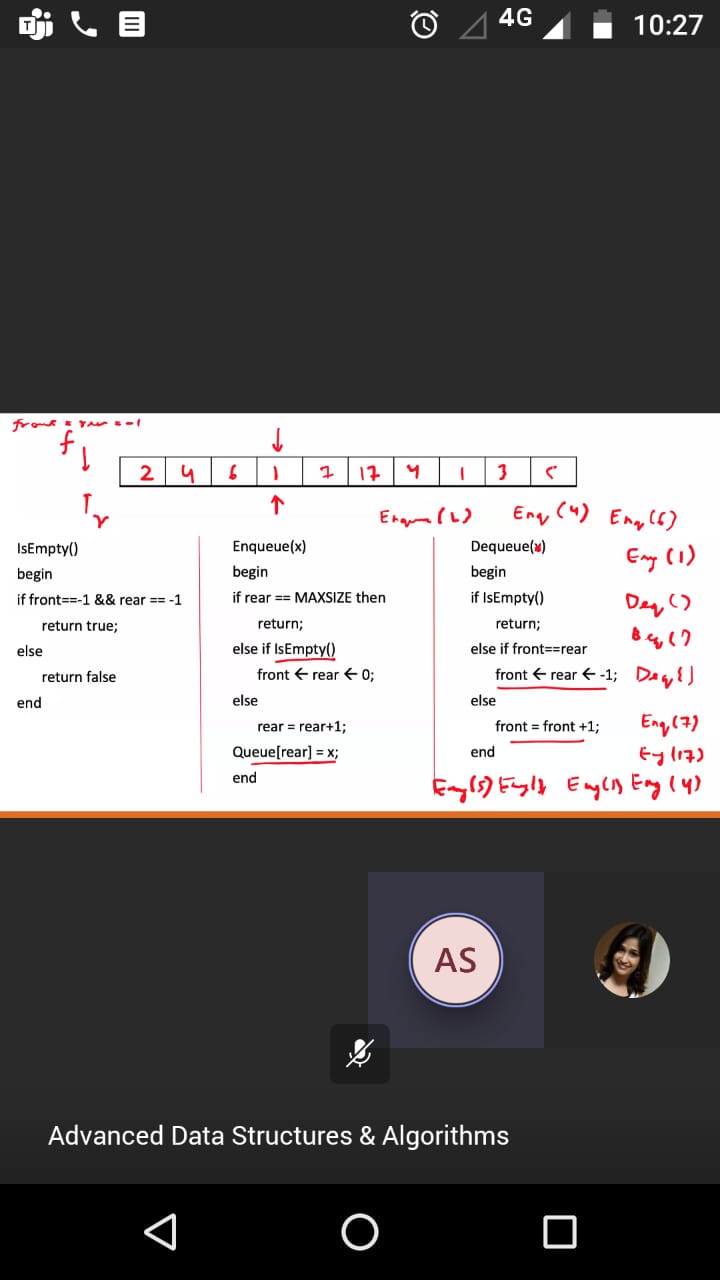 4G 10:27
front = rear = -1
f
2 4 6 1 7 17 4 1 3 5
r
Enq (4) Enq (6)
IsEmpty()
begin
if front==-1 && rear == -1
return true;
else
return false
end
Enqueue(x)
begin
if rear == MAXSIZE then
return;
else if IsEmpty()
front ← rear ← 0;
else
rear = rear+1;
Queue[rear] = x;
end
Dequeue(x)
begin
if IsEmpty()
return;
else if front==rear
front ← rear ← -1;
else
front = front +1;
end
Enq (1)
Deq ()
Deq ()
Deq ()
Enq (7)
Enq (17)
Enq (5) Enq (1) Enq (4)
AS
Advanced Data Structures & Algorithms